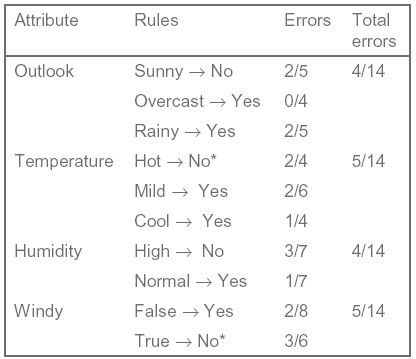 Attribute Rules Errors Total errors
Outlook Sunny → No 2/5 4/14
Overcast → Yes 0/4
Rainy → Yes 2/5
Temperature Hot → No* 2/4 5/14
Mild → Yes 2/6
Cool → Yes 1/4
Humidity High → No 3/7 4/14
Normal → Yes 1/7
Windy False → Yes 2/8 5/14
True → No* 3/6